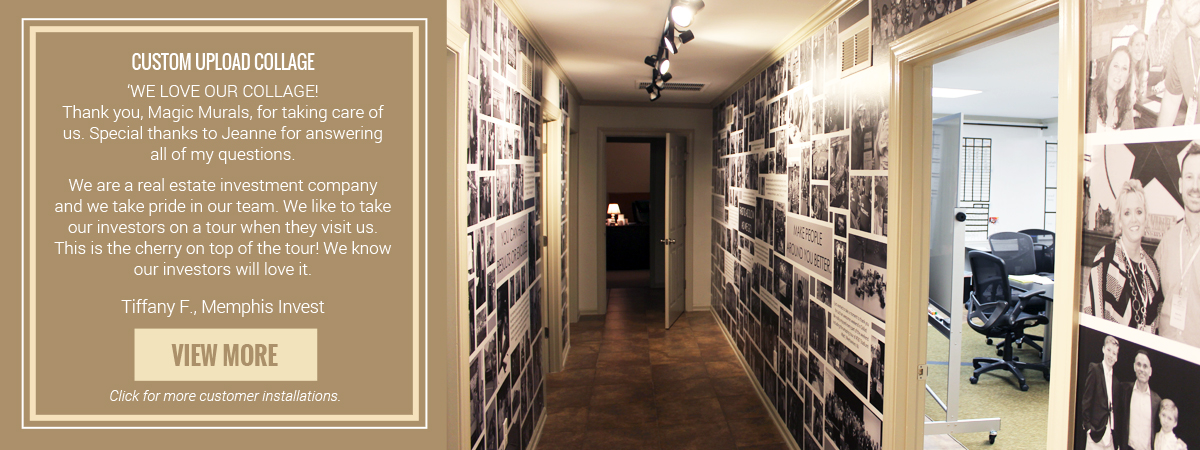 CUSTOM UPLOAD COLLAGE
'WE LOVE OUR COLLAGE!
Thank you, Magic Murals, for taking care of
us. Special thanks to Jeanne for answering
all of my questions.
We are a real estate investment company
and we take pride in our team. We like to take
our investors on a tour when they visit us.
This is the cherry on top of the tour! We know
our investors will love it.
Tiffany F., Memphis Invest
VIEW MORE
Click for more customer installations.
MAKE PEOPLE
AROUND YOU BETTER